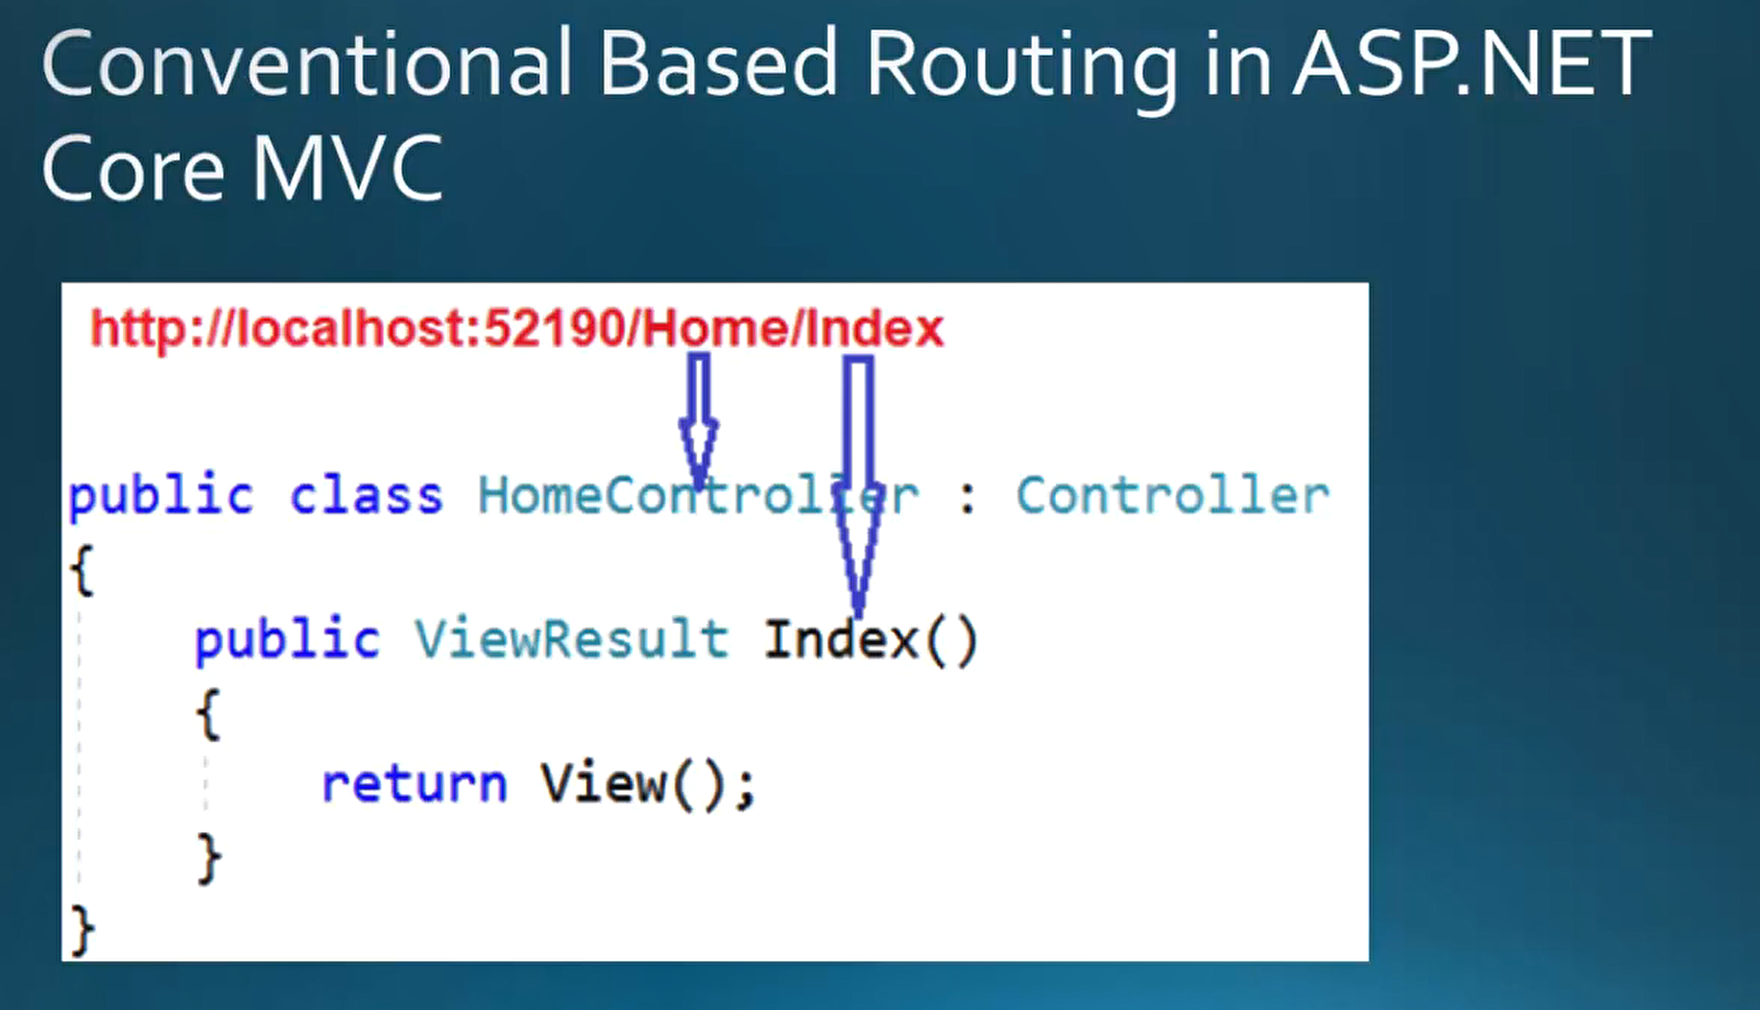 Conventional Based Routing in ASP.NET
Core MVC
http://localhost:52190/Home/Index
public class HomeController : Controller
{
public ViewResult Index()
{
return View();
}
}